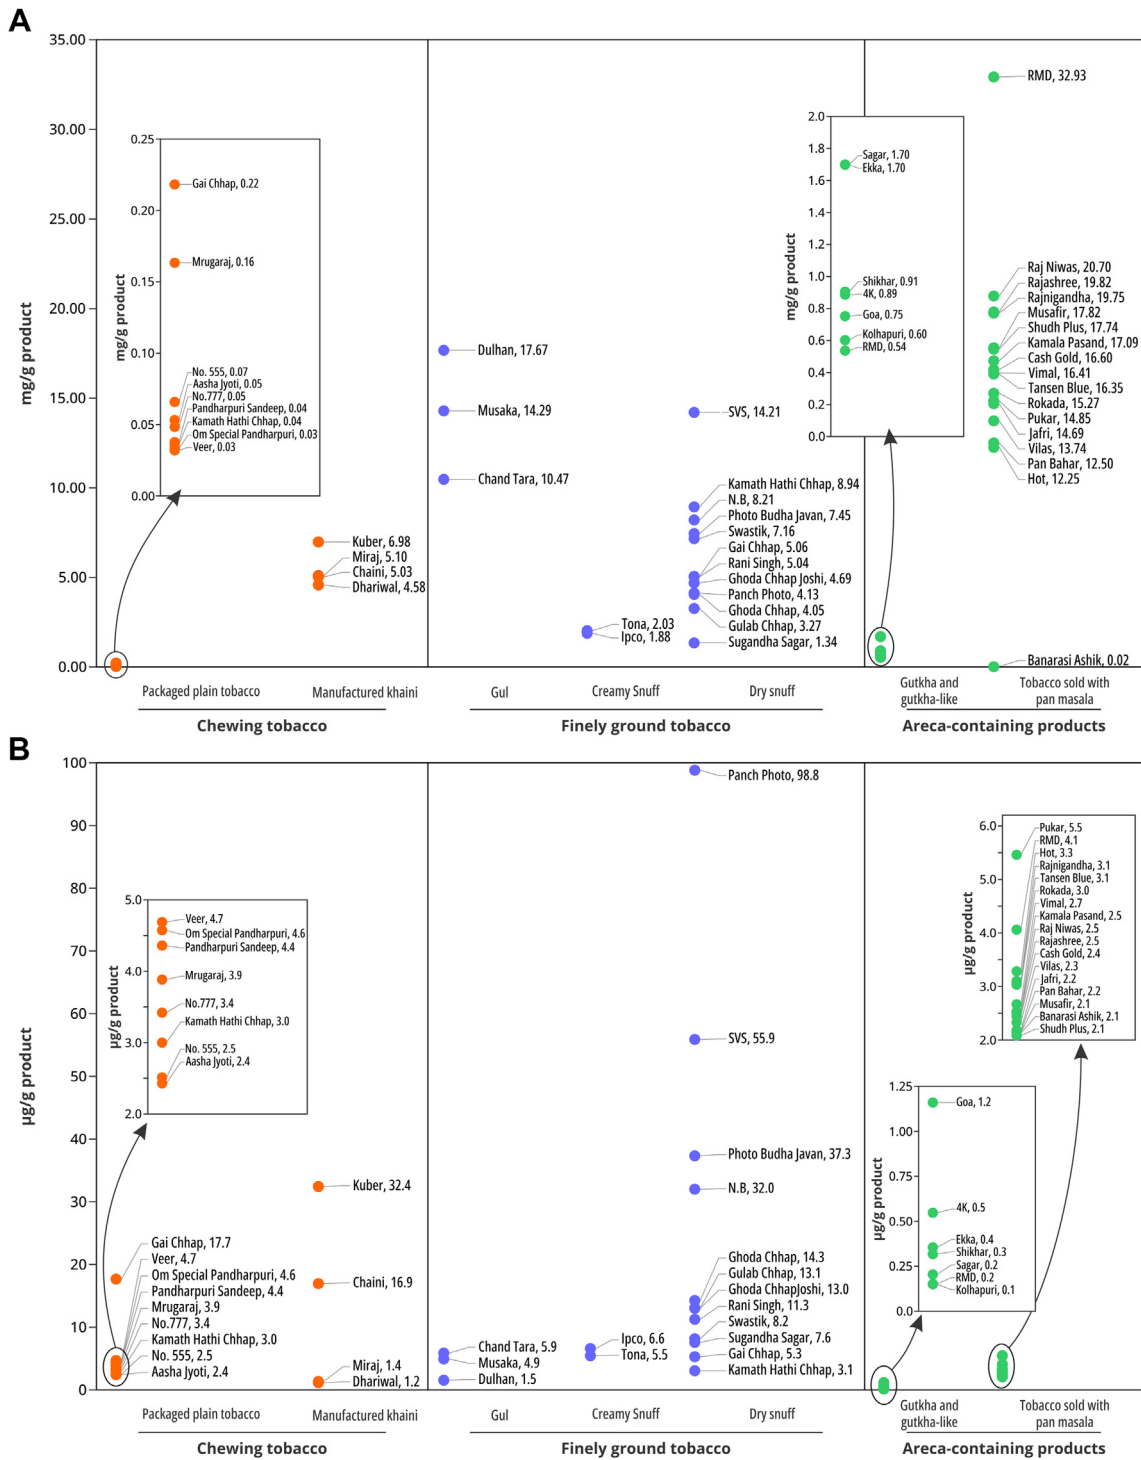 A
35.00
30.00
25.00
20.00
15.00
10.00
5.00
0.00
mg/g product
0.25
0.20
0.15
0.10
0.05
0.00
mg/g product
Gai Chhap, 0.22
Mrugaraj, 0.16
No. 555, 0.07
Aasha Jyoti, 0.05
No.777, 0.05
Pandharpuri Sandeep, 0.04
Kamath Hathi Chhap, 0.04
Om Special Pandharpuri, 0.03
Veer, 0.03
Kuber, 6.98
Miraj, 5.10
Chaini, 5.03
Dhariwal, 4.58
Dulhan, 17.67
Musaka, 14.29
Chand Tara, 10.47
Tona, 2.03
Ipco, 1.88
SVS, 14.21
Kamath Hathi Chhap, 8.94
N.B, 8.21
Photo Budha Javan, 7.45
Swastik, 7.16
Gai Chhap, 5.06
Rani Singh, 5.04
Ghoda Chhap Joshi, 4.69
Panch Photo, 4.13
Ghoda Chhap, 4.05
Gulab Chhap, 3.27
Sugandha Sagar, 1.34
2.0
1.8
1.6
1.4
1.2
1.0
0.8
0.6
0.4
0.2
0.0
mg/g product
Sagar, 1.70
Ekka, 1.70
Shikhar, 0.91
4K, 0.89
Goa, 0.75
Kolhapuri, 0.60
RMD, 0.54
RMD, 32.93
Raj Niwas, 20.70
Rajashree, 19.82
Rajnigandha, 19.75
Musafir, 17.82
Shudh Plus, 17.74
Kamala Pasand, 17.09
Cash Gold, 16.60
Vimal, 16.41
Tansen Blue, 16.35
Rokada, 15.27
Pukar, 14.85
Jafri, 14.69
Vilas, 13.74
Pan Bahar, 12.50
Hot, 12.25
Banarasi Ashik, 0.02
Packaged plain tobacco
Manufactured khaini
Chewing tobacco
Gul
Creamy Snuff
Dry snuff
Finely ground tobacco
Gutkha and
gutkha-like
Tobacco sold with
pan masala
Areca-containing products
B
100
90
80
70
60
50
40
30
20
10
0
µg/g product
5.0
4.0
3.0
2.0
µg/g product
Veer, 4.7
Om Special Pandharpuri, 4.6
Pandharpuri Sandeep, 4.4
Mrugaraj, 3.9
No.777, 3.4
Kamath Hathi Chhap, 3.0
No. 555, 2.5
Aasha Jyoti, 2.4
Gai Chhap, 17.7
Veer, 4.7
Om Special Pandharpuri, 4.6
Pandharpuri Sandeep, 4.4
Mrugaraj, 3.9
No.777, 3.4
Kamath Hathi Chhap, 3.0
No. 555, 2.5
Aasha Jyoti, 2.4
Kuber, 32.4
Chaini, 16.9
Miraj, 1.4
Dhariwal, 1.2
Chand Tara, 5.9
Musaka, 4.9
Dulhan, 1.5
Ipco, 6.6
Tona, 5.5
Panch Photo, 98.8
SVS, 55.9
Photo Budha Javan, 37.3
N.B, 32.0
Ghoda Chhap, 14.3
Gulab Chhap, 13.1
Ghoda ChhapJoshi, 13.0
Rani Singh, 11.3
Swastik, 8.2
Sugandha Sagar, 7.6
Gai Chhap, 5.3
Kamath Hathi Chhap, 3.1
1.25
1.00
0.75
0.50
0.25
0.0
µg/g product
Goa, 1.2
4K, 0.5
Ekka, 0.4
Shikhar, 0.3
Sagar, 0.2
RMD, 0.2
Kolhapuri, 0.1
6.0
5.0
4.0
3.0
2.0
µg/g product
Pukar, 5.5
RMD, 4.1
Hot, 3.3
Rajnigandha, 3.1
Tansen Blue, 3.1
Rokada, 3.0
Vimal, 2.7
Kamala Pasand, 2.5
Raj Niwas, 2.5
Rajashree, 2.5
Cash Gold, 2.4
Vilas, 2.3
Jafri, 2.2
Pan Bahar, 2.2
Musafir, 2.1
Banarasi Ashik, 2.1
Shudh Plus, 2.1
Packaged plain tobacco
Manufactured khaini
Chewing tobacco
Gul
Creamy Snuff
Dry snuff
Finely ground tobacco
Gutkha and
gutkha-like
Tobacco sold with
pan masala
Areca-containing products